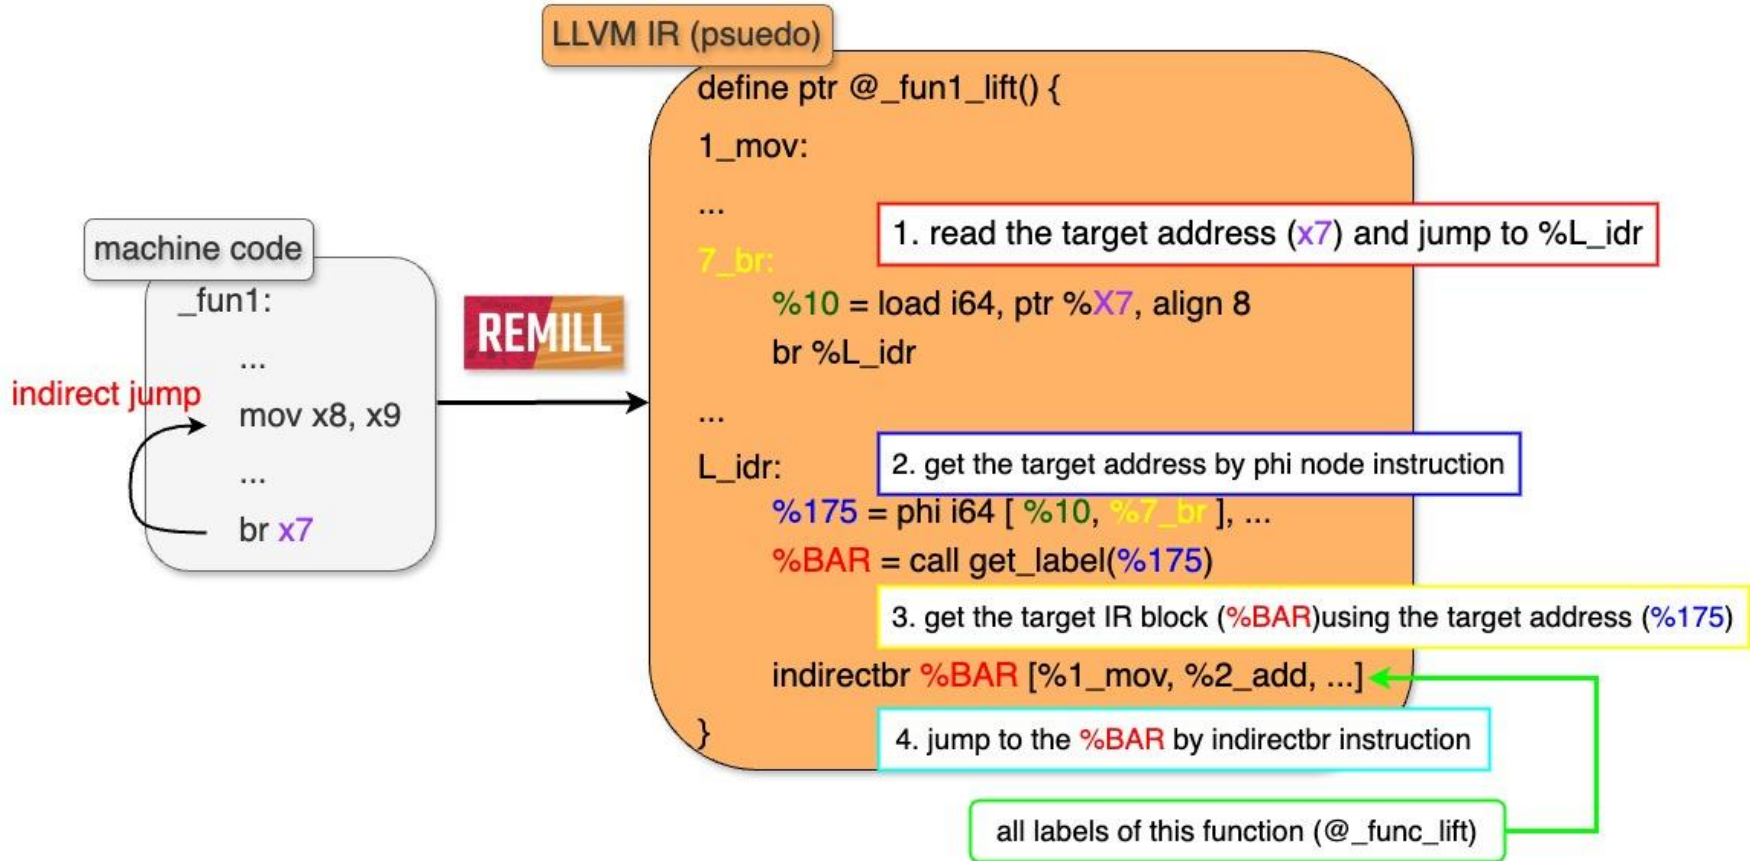 LLVM IR (psuedo)
define ptr @_fun1_lift() {
1_mov:
...
1. read the target address (x7) and jump to %L_idr
7_br:
%10 = load i64, ptr %X7, align 8
br %L_idr
...
L_idr:
2. get the target address by phi node instruction
%175 = phi i64 [ %10, %7_br ], ...
%BAR = call get_label(%175)
3. get the target IR block (%BAR)using the target address (%175)
indirectbr %BAR [%1_mov, %2_add, ...]
}
4. jump to the %BAR by indirectbr instruction
all labels of this function (@_func_lift)
machine code
_fun1:
...
indirect jump
mov x8, x9
...
br x7
REMILL